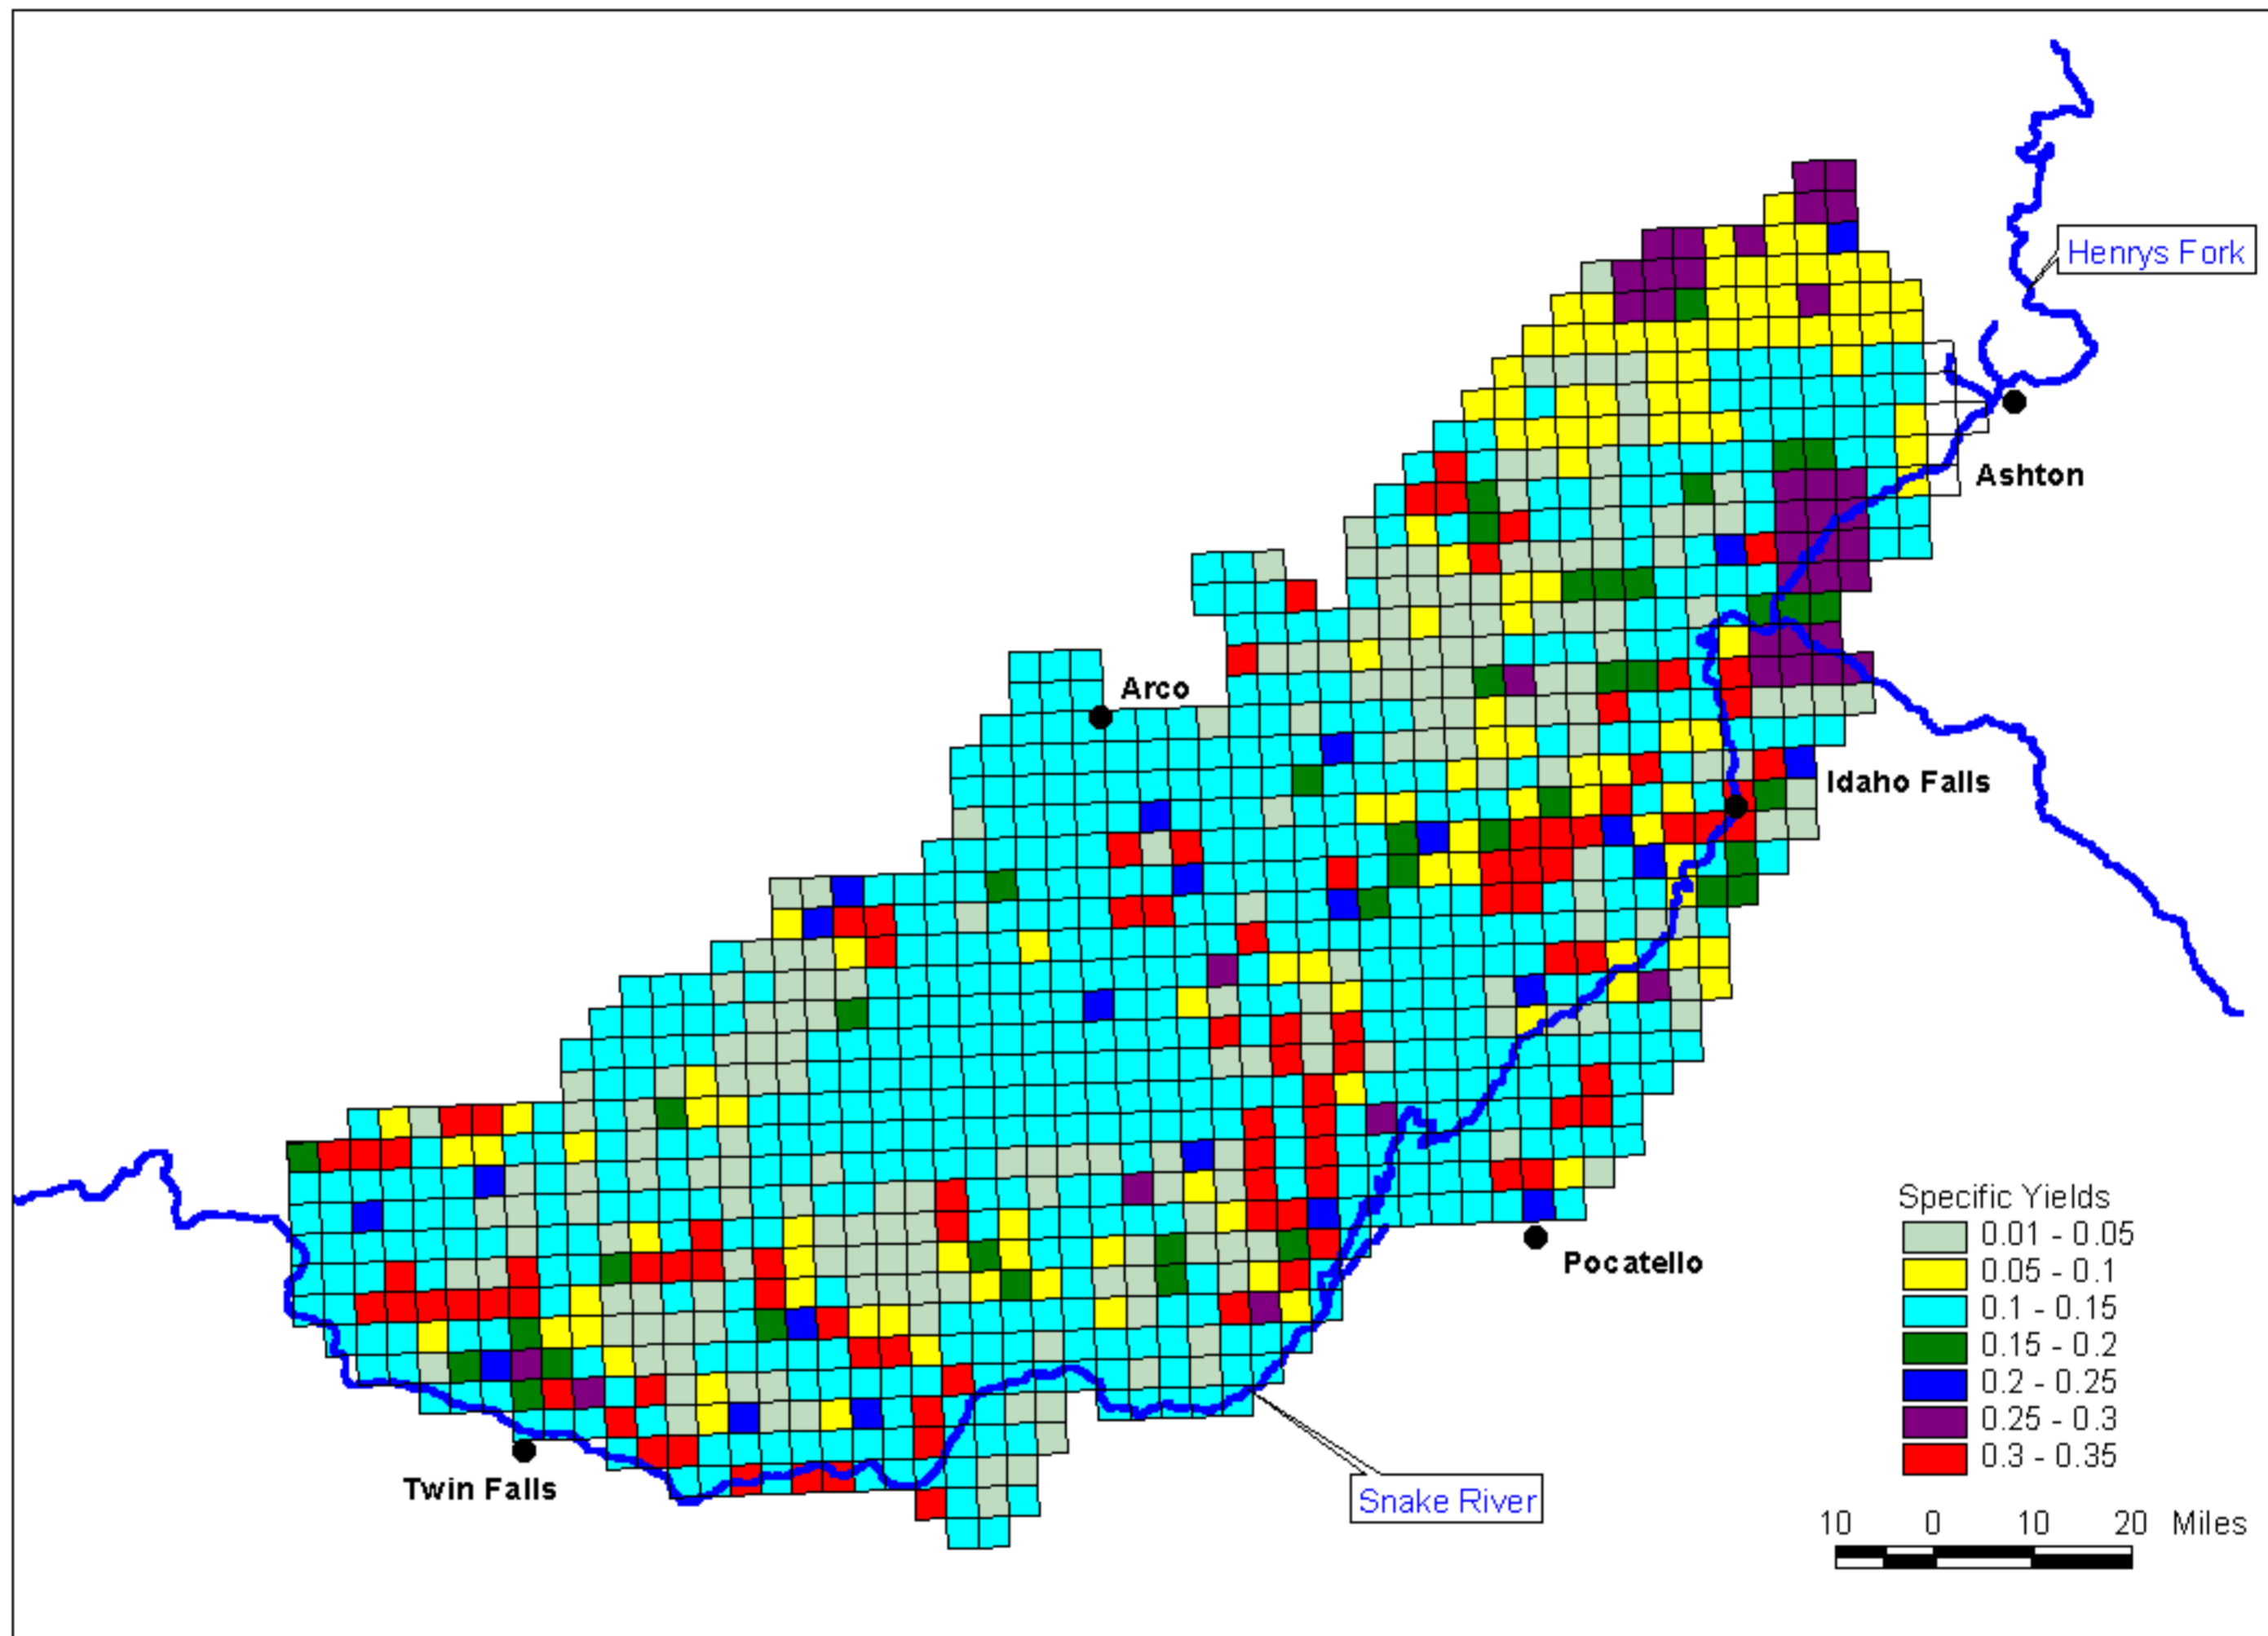 Henrys Fork
Ashton
Arco
Idaho Falls
Pocatello
Twin Falls
Snake River
Specific Yields
0.01 - 0.05
0.05 - 0.1
0.1 - 0.15
0.15 - 0.2
0.2 - 0.25
0.25 - 0.3
0.3 - 0.35
10 0 10 20 Miles